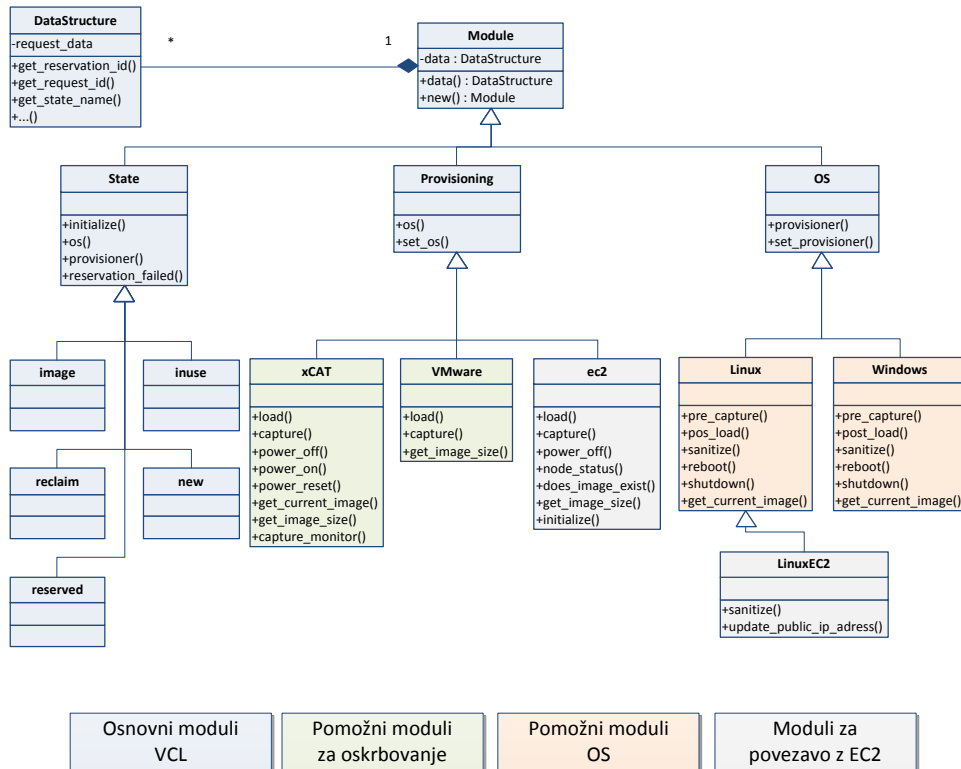 DataStructure
-request_data
+get_reservation_id()
+get_request_id()
+get_state_name()
+...()
*
1
Module
-data : DataStructure
+data() : DataStructure
+new() : Module
State
+initialize()
+os()
+provisioner()
+reservation_failed()
Provisioning
+os()
+set_os()
OS
+provisioner()
+set_provisioner()
image
inuse
reclaim
new
reserved
xCAT
+load()
+capture()
+power_off()
+power_on()
+power_reset()
+get_current_image()
+get_image_size()
+capture_monitor()
VMware
+load()
+capture()
+get_image_size()
ec2
+load()
+capture()
+power_off()
+node_status()
+does_image_exist()
+get_image_size()
+initialize()
Linux
+pre_capture()
+pos_load()
+sanitize()
+reboot()
+shutdown()
+get_current_image()
Windows
+pre_capture()
+post_load()
+sanitize()
+reboot()
+shutdown()
+get_current_image()
LinuxEC2
+sanitize()
+update_public_ip_adress()
Osnovni moduli
VCL
Pomožni moduli
za oskrbovanje
Pomožni moduli
OS
Moduli za
povezavo z EC2